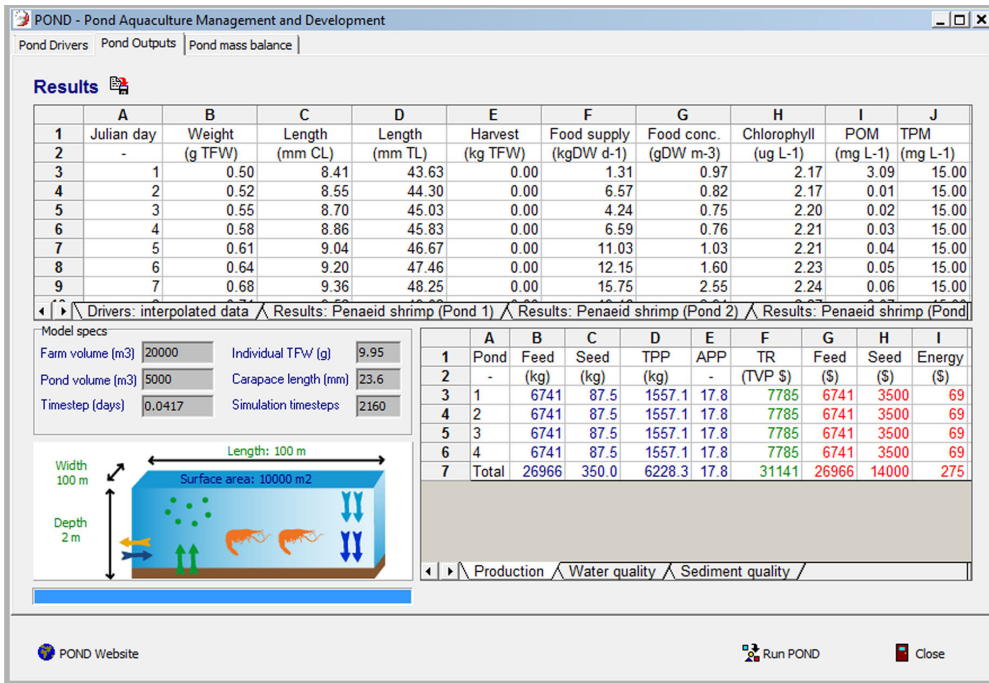 POND - Pond Aquaculture Management and Development
Pond Drivers Pond Outputs Pond mass balance
Results
A B C D E F G H I J
1 Julian day Weight Length Length Harvest Food supply Food conc. Chlorophyll POM TPM
2 - (g TFW) (mm CL) (mm TL) (kg TFW) (kgDW d-1) (gDW m-3) (ug L-1) (mg L-1) (mg L-1)
3 1 0.50 8.41 43.63 0.00 1.31 0.97 2.17 3.09 15.00
4 2 0.52 8.55 44.30 0.00 6.57 0.82 2.17 0.01 15.00
5 3 0.55 8.70 45.03 0.00 4.24 0.75 2.20 0.02 15.00
6 4 0.58 8.86 45.83 0.00 6.59 0.76 2.21 0.03 15.00
7 5 0.61 9.04 46.67 0.00 11.03 1.03 2.21 0.04 15.00
8 6 0.64 9.20 47.46 0.00 12.15 1.60 2.23 0.05 15.00
9 7 0.68 9.36 48.25 0.00 15.75 2.55 2.24 0.06 15.00
Drivers: interpolated data Results: Penaeid shrimp (Pond 1) Results: Penaeid shrimp (Pond 2) Results: Penaeid shrimp (Pond
Model specs
Farm volume (m3) 20000 Individual TFW (g) 9.95
Pond volume (m3) 5000 Carapace length (mm) 23.6
Timestep (days) 0.0417 Simulation timesteps 2160
A B C D E F G H I
1 Pond Feed Seed TPP APP TR Feed Seed Energy
2 - (kg) (kg) (kg) - (TVP $) ($) ($) ($)
3 1 6741 87.5 1557.1 17.8 7785 6741 3500 69
4 2 6741 87.5 1557.1 17.8 7785 6741 3500 69
5 3 6741 87.5 1557.1 17.8 7785 6741 3500 69
6 4 6741 87.5 1557.1 17.8 7785 6741 3500 69
7 Total 26966 350.0 6228.3 17.8 31141 26966 14000 275
Length: 100 m
Width
100 m
Surface area: 10000 m2
Depth
2 m
Production Water quality Sediment quality
POND Website Run POND Close